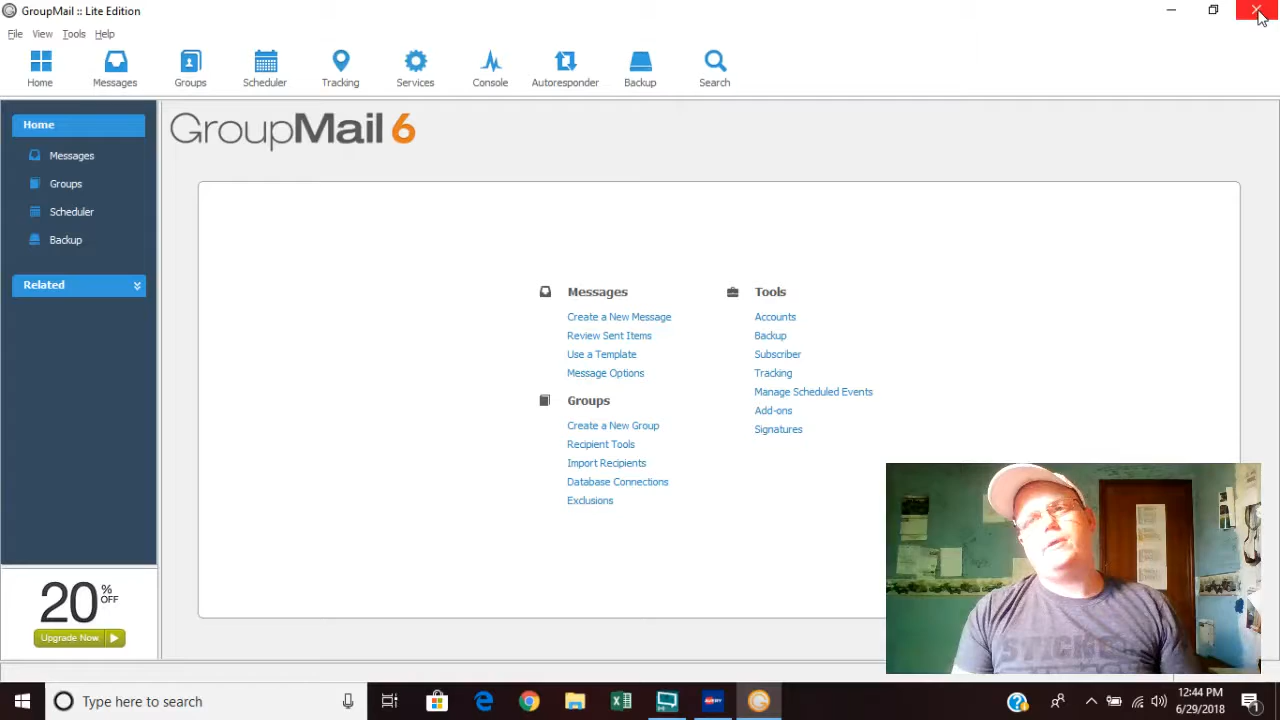 GroupMail :: Lite Edition
File View Tools Help
Home Messages Groups Scheduler Tracking Services Console Autoresponder Backup Search
Home
Messages
Groups
Scheduler
Backup
Related
20 % OFF
Upgrade Now
GroupMail 6
Messages
Create a New Message
Review Sent Items
Use a Template
Message Options
Groups
Create a New Group
Recipient Tools
Import Recipients
Database Connections
Exclusions
Tools
Accounts
Backup
Subscriber
Tracking
Manage Scheduled Events
Add-ons
Signatures
Type here to search
12:44 PM
6/29/2018
1